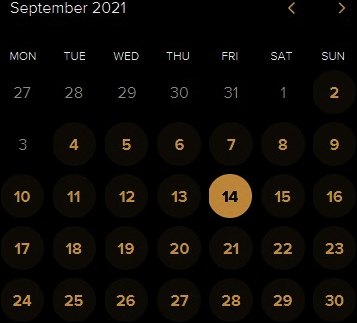 September 2021 < >
MON TUE WED THU FRI SAT SUN
27 28 29 30 31 1 2
3 4 5 6 7 8 9
10 11 12 13 14 15 16
17 18 19 20 21 22 23
24 25 26 27 28 29 30